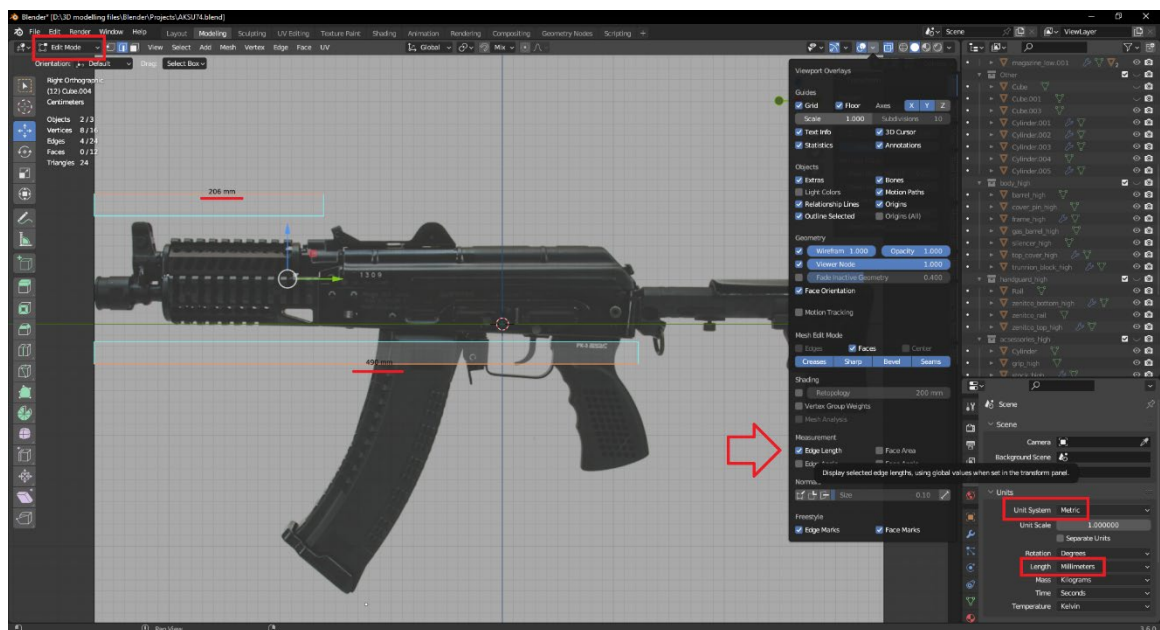 Blender* [D:\3D modelling files\Blender\Projects\AKSU74.blend]
File Edit Render Window Help Layout Modeling Sculpting UV Editing Texture Paint Shading Animation Rendering Compositing Geometry Nodes Scripting + Scene ViewLayer
Edit Mode View Select Add Mesh Vertex Edge Face UV Global Mix
Orientation: Default Drag: Select Box
Right Orthographic
(12) Cube.004
Centimeters
Objects 2/3
Vertices 8/16
Edges 4/24
Faces 0/12
Triangles 24
206 mm
1309
490 mm
Viewport Overlays
Guides
Grid Floor Axes X Y Z
Scale 1.000 Subdivisions 10
Text Info 3D Cursor
Statistics Annotations
Objects
Extras Bones
Light Colors Motion Paths
Relationship Lines Origins
Outline Selected Origins (All)
Geometry
Wirefram 1.000 Opacity 1.000
Viewer Node 1.000
Fade Inactive Geometry 0.400
Face Orientation
Motion Tracking
Mesh Edit Mode
Edges Faces Center
Creases Sharp Bevel Seams
Shading
Retopology 200 mm
Vertex Group Weights
Mesh Analysis
Measurement
Edge Length Face Area
Display selected edge lengths, using global values when set in the transform panel.
Size 0.10
Freestyle
Edge Marks Face Marks
magazine_low.001
Other
Cube
Cube.001
Cube.003
Cylinder.001
Cylinder.002
Cylinder.003
Cylinder.004
Cylinder.005
body_high
barrel_high
cover_pin_high
frame_high
gas_barrel_high
silencer_high
top_cover_high
trunnion_block_high
handguard_high
Rail
zenitco_bottom_high
zenitco_rail
zenitco_top_high
Cylinder
grip_high
Scene
Scene
Camera
Background Scene
Units
Unit System Metric
Unit Scale 1.000000
Separate Units
Rotation Degrees
Length Millimeters
Mass Kilograms
Time Seconds
Temperature Kelvin
Pan View
3.6.0